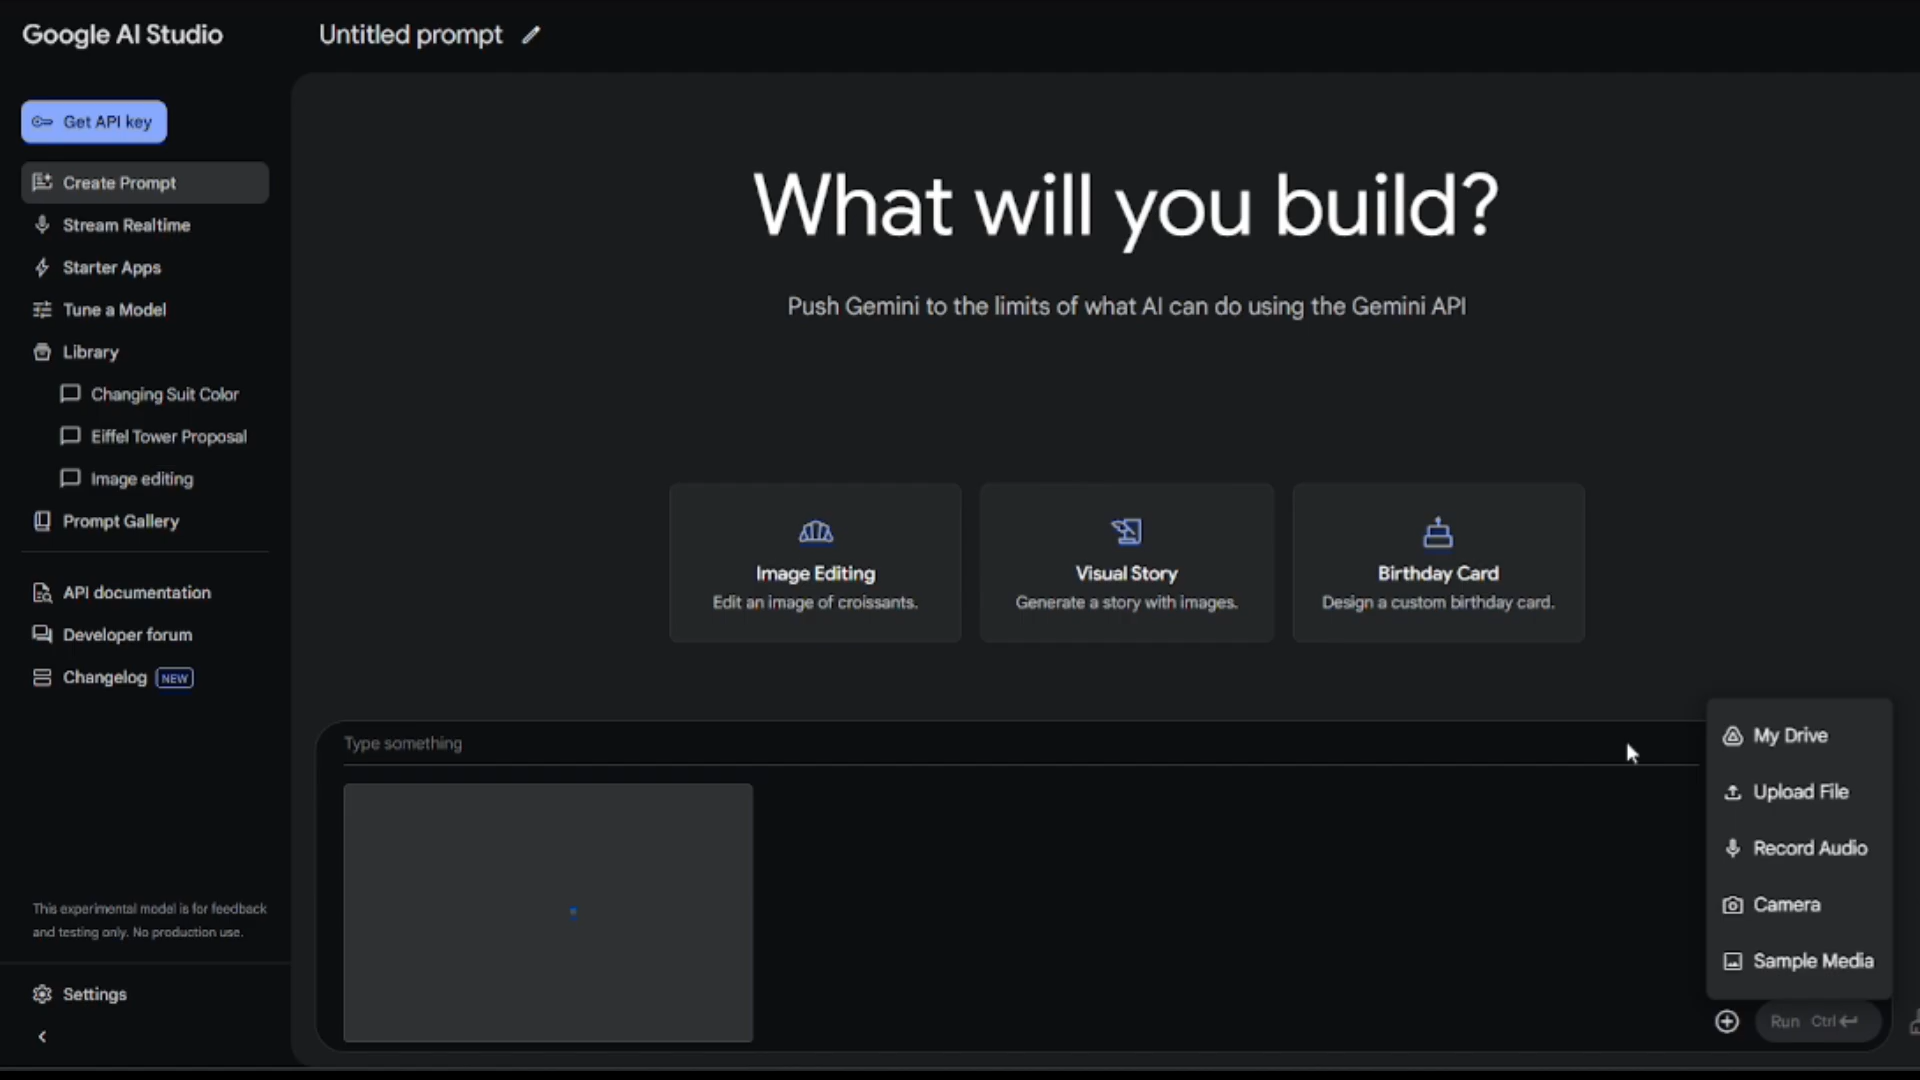 Google AI Studio
Untitled prompt
Get API key
Create Prompt
Stream Realtime
Starter Apps
Tune a Model
Library
Changing Suit Color
Eiffel Tower Proposal
Image editing
Prompt Gallery
API documentation
Developer forum
Changelog NEW
This experimental model is for feedback
and testing only. No production use.
Settings
What will you build?
Push Gemini to the limits of what AI can do using the Gemini API
Image Editing
Edit an image of croissants.
Visual Story
Generate a story with images.
Birthday Card
Design a custom birthday card.
Type something
My Drive
Upload File
Record Audio
Camera
Sample Media
Run Ctrl